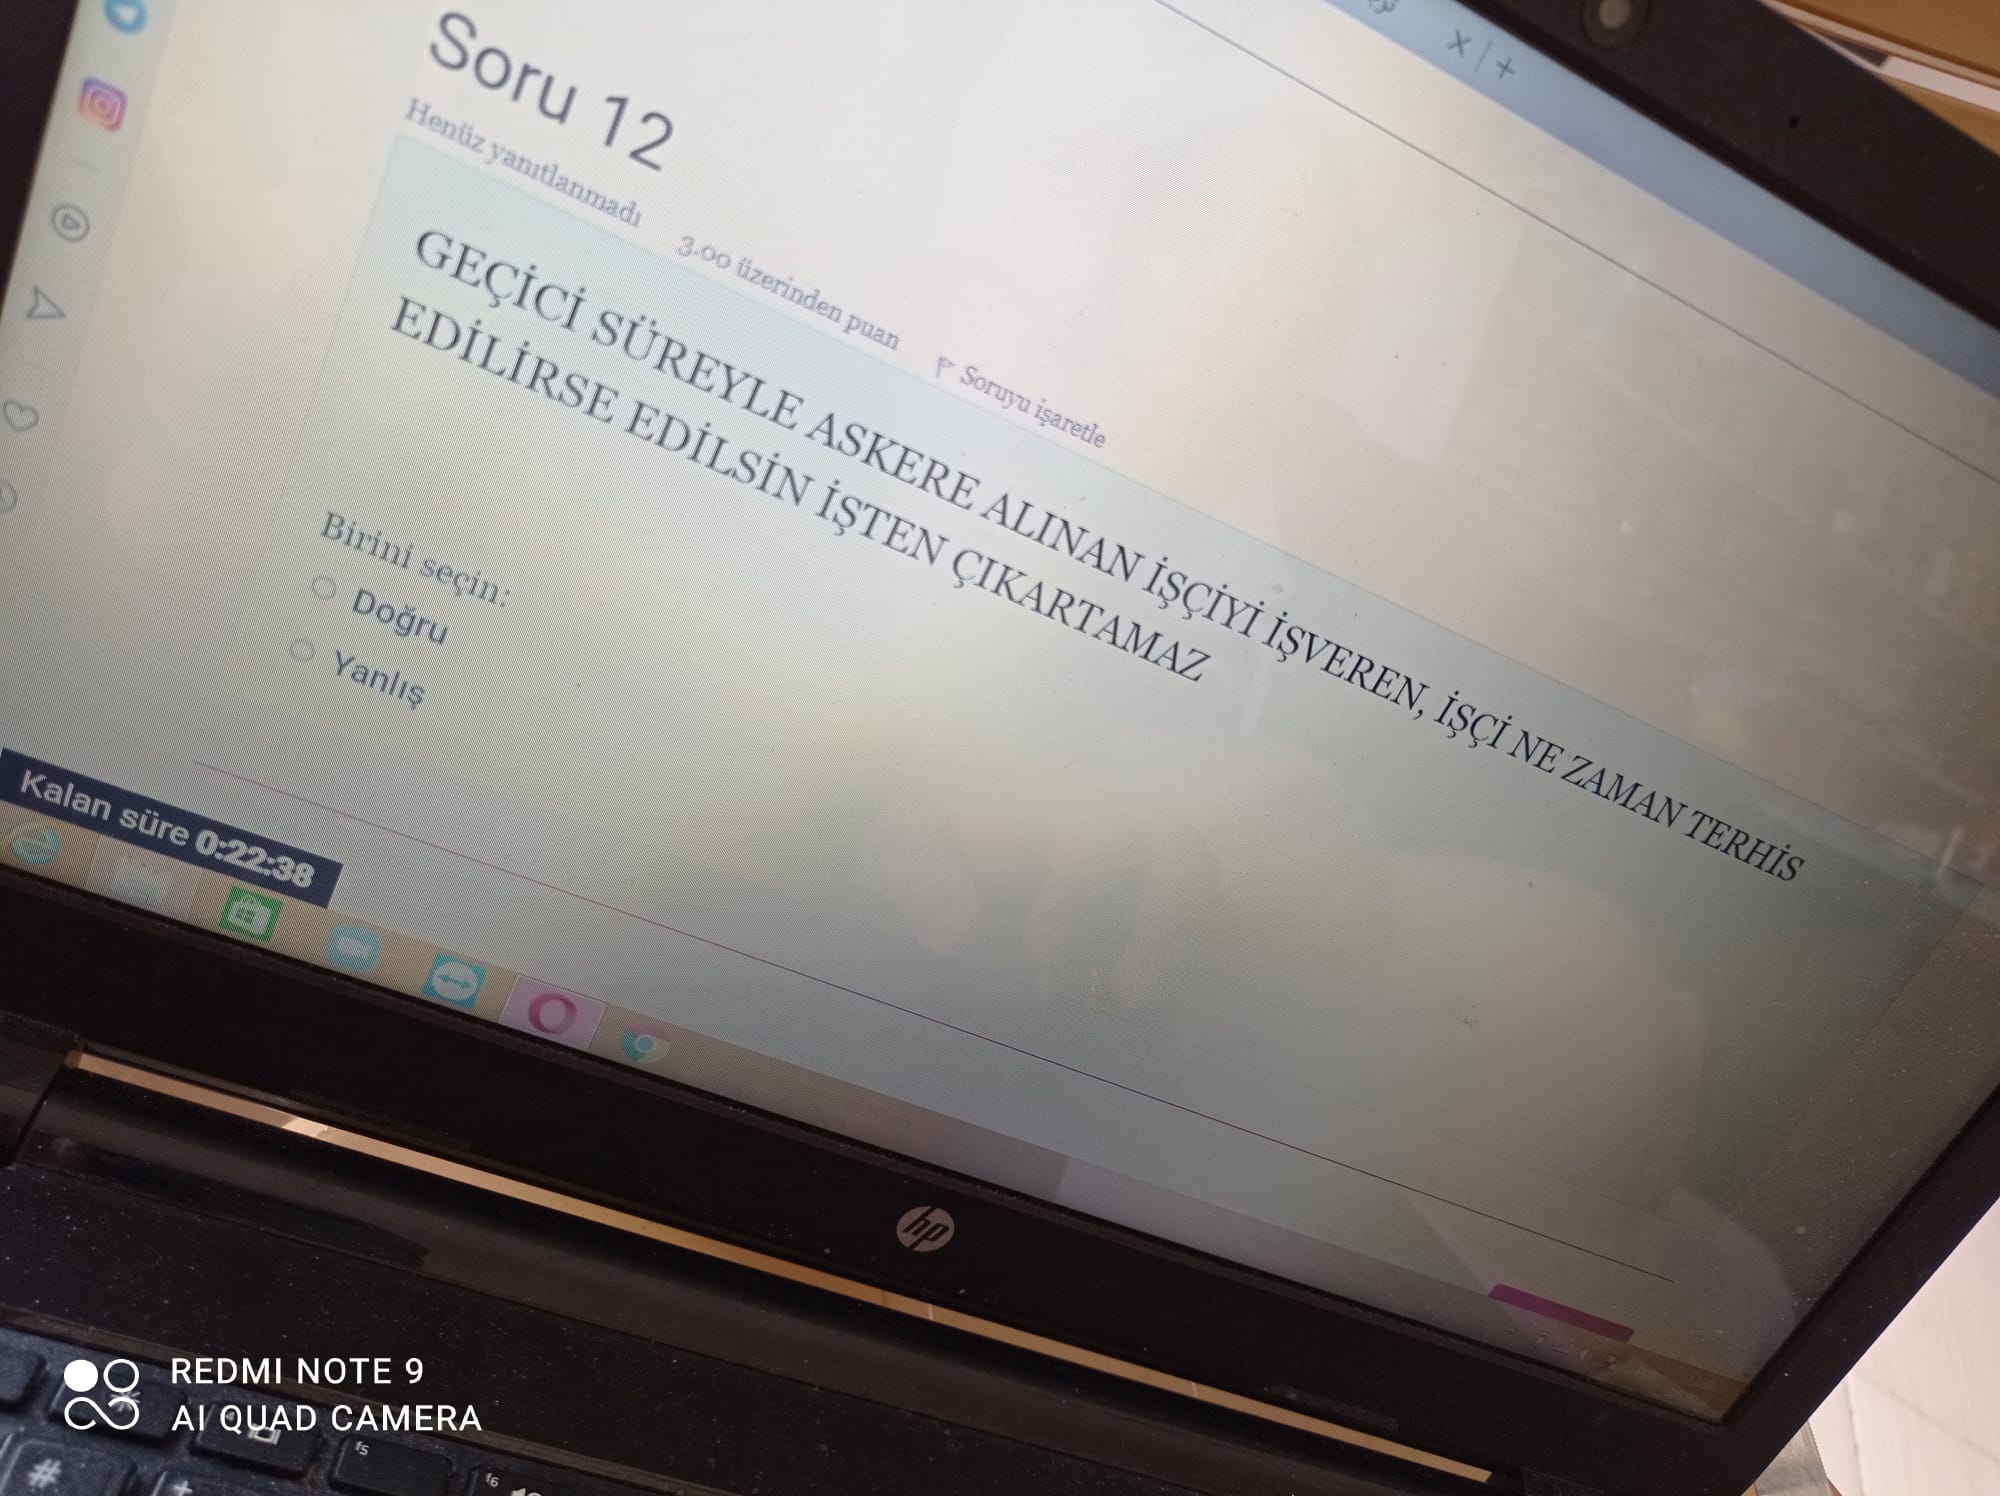 X | +
Soru 12
Henüz yanıtlanmadı 3.00 üzerinden puan Soruyu işaretle
GEÇİCİ SÜREYLE ASKERE ALINAN İŞÇİYİ İŞVEREN, İŞÇİ NE ZAMAN TERHİS
EDİLİRSE EDİLSİN İŞTEN ÇIKARTAMAZ
Birini seçin:
Doğru
Yanlış
Kalan süre 0:22:38
hp
REDMI NOTE 9
AI QUAD CAMERA
f5
f6
#
+